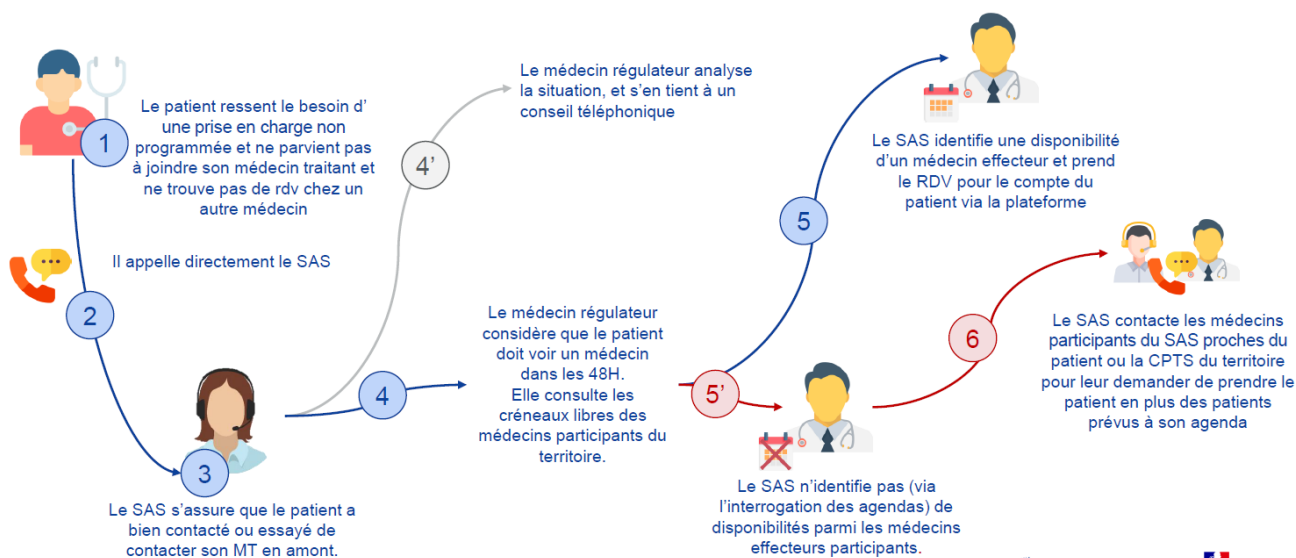 1
Le patient ressent le besoin d’
une prise en charge non
programmée et ne parvient pas
à joindre son médecin traitant et
ne trouve pas de rdv chez un
autre médecin
Il appelle directement le SAS
2
3
Le SAS s’assure que le patient a
bien contacté ou essayé de
contacter son MT en amont.
4’
Le médecin régulateur analyse
la situation, et s’en tient à un
conseil téléphonique
4
Le médecin régulateur
considère que le patient
doit voir un médecin
dans les 48H.
Elle consulte les
créneaux libres des
médecins participants du
territoire.
5
Le SAS identifie une disponibilité
d’un médecin effecteur et prend
le RDV pour le compte du
patient via la plateforme
5’
Le SAS n’identifie pas (via
l’interrogation des agendas) de
disponibilités parmi les médecins
effecteurs participants.
6
Le SAS contacte les médecins
participants du SAS proches du
patient ou la CPTS du territoire
pour leur demander de prendre le
patient en plus des patients
prévus à son agenda